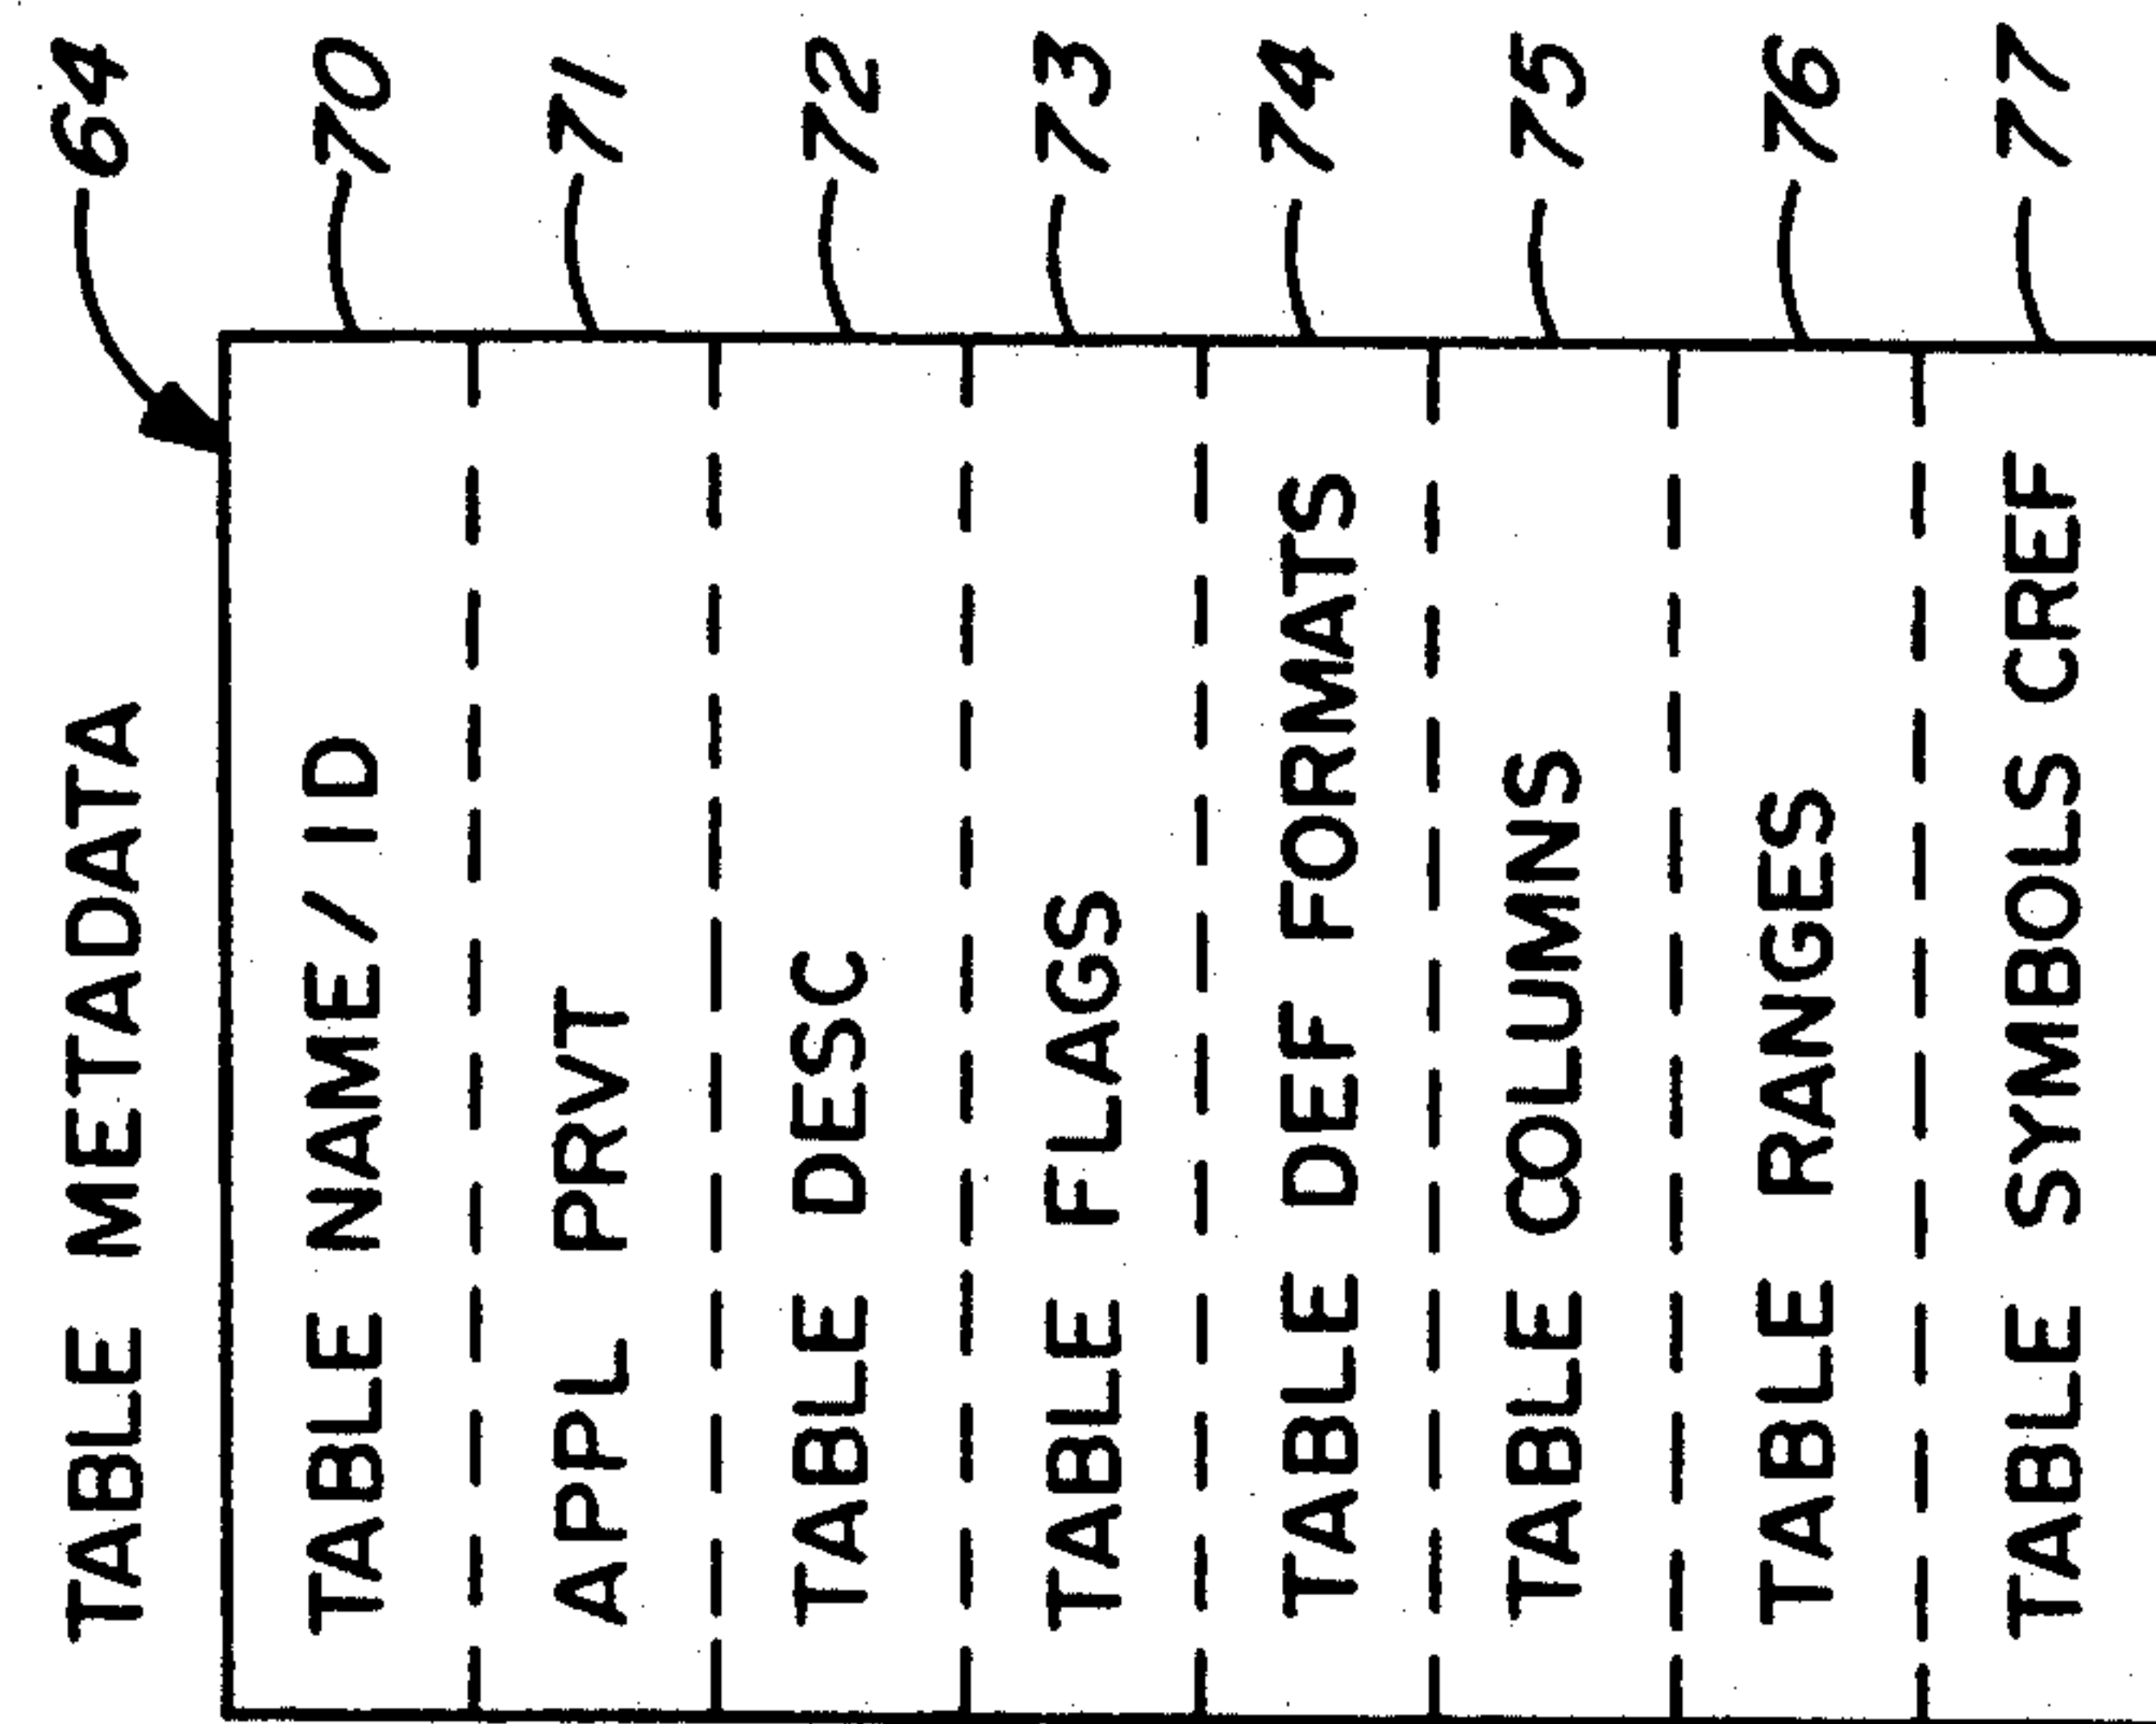 TABLE METADATA 64
TABLE NAME/ID 70
APPL PRVT 71
TABLE DESC 72
TABLE FLAGS 73
TABLE DEF FORMATS 74
TABLE COLUMNS 75
TABLE RANGES 76
TABLE SYMBOLS CREF 77